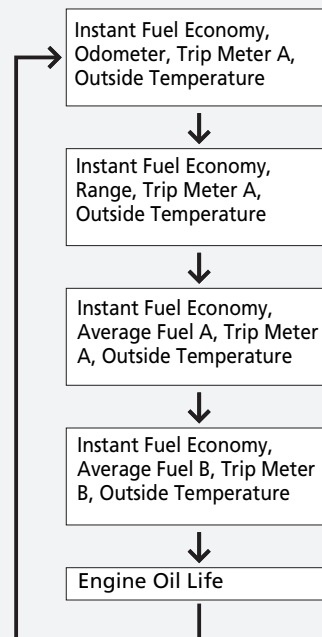 Instant Fuel Economy,
Odometer, Trip Meter A,
Outside Temperature
Instant Fuel Economy,
Range, Trip Meter A,
Outside Temperature
Instant Fuel Economy,
Average Fuel A, Trip Meter
A, Outside Temperature
Instant Fuel Economy,
Average Fuel B, Trip Meter
B, Outside Temperature
Engine Oil Life